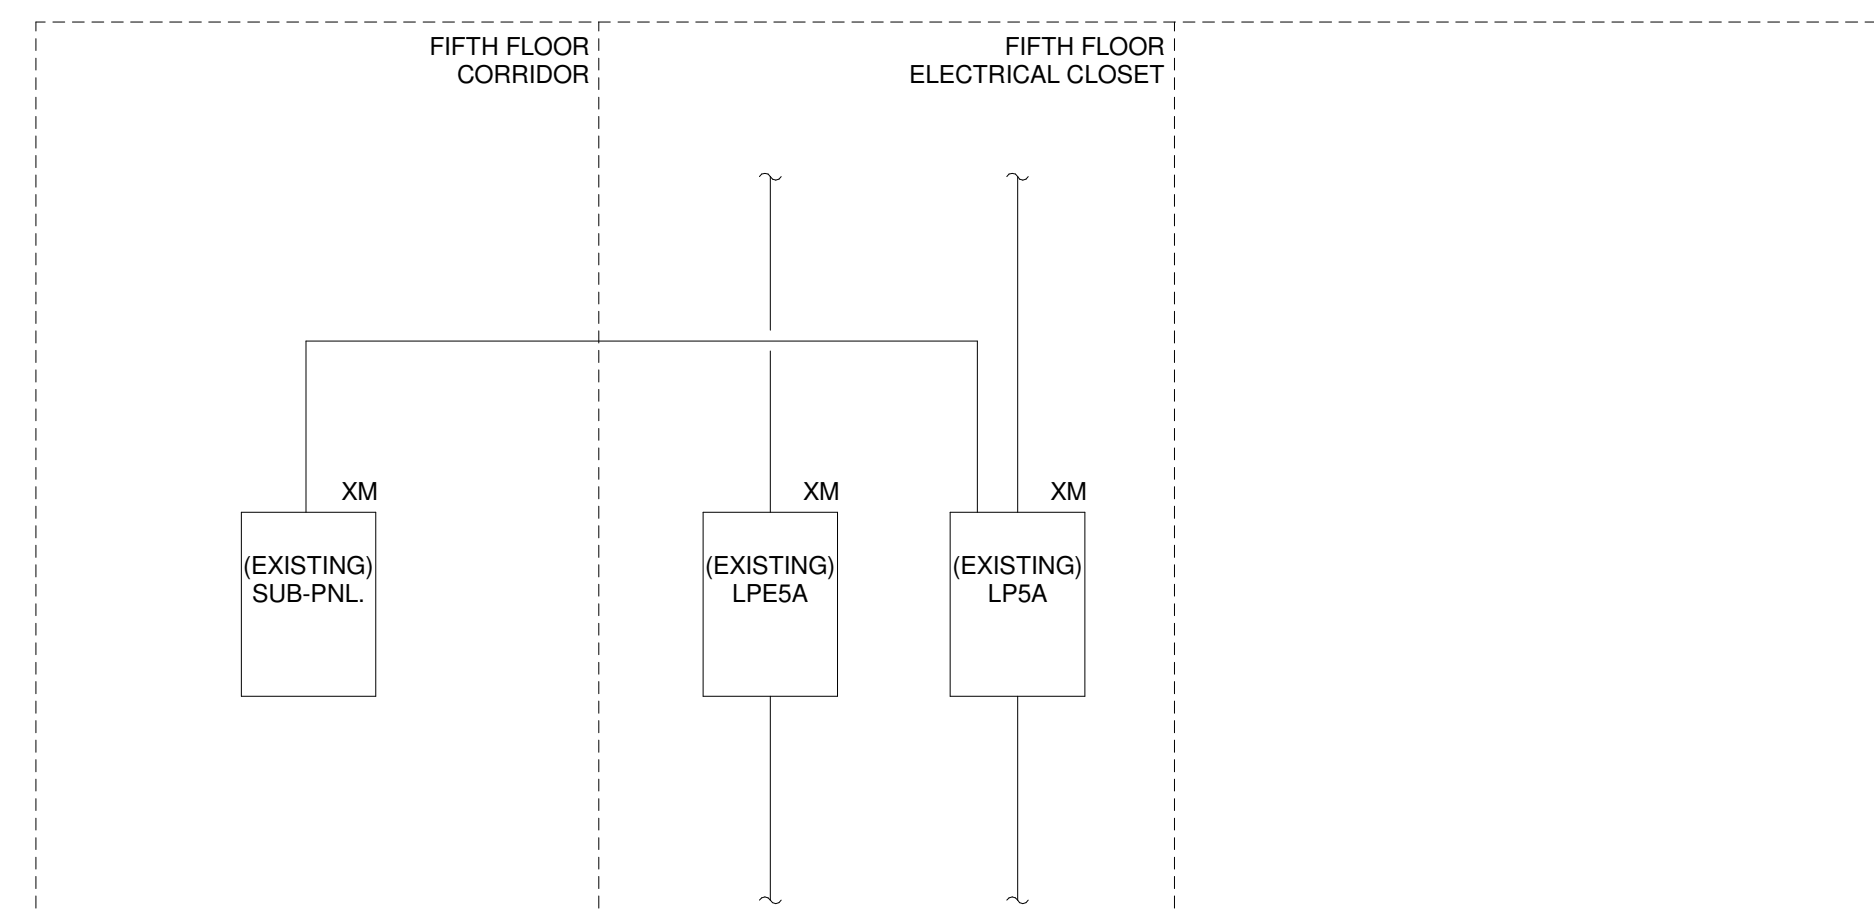 FIFTH FLOOR
CORRIDOR
FIFTH FLOOR
ELECTRICAL CLOSET
XM
(EXISTING)
SUB-PNL.
XM
(EXISTING)
LPE5A
XM
(EXISTING)
LP5A